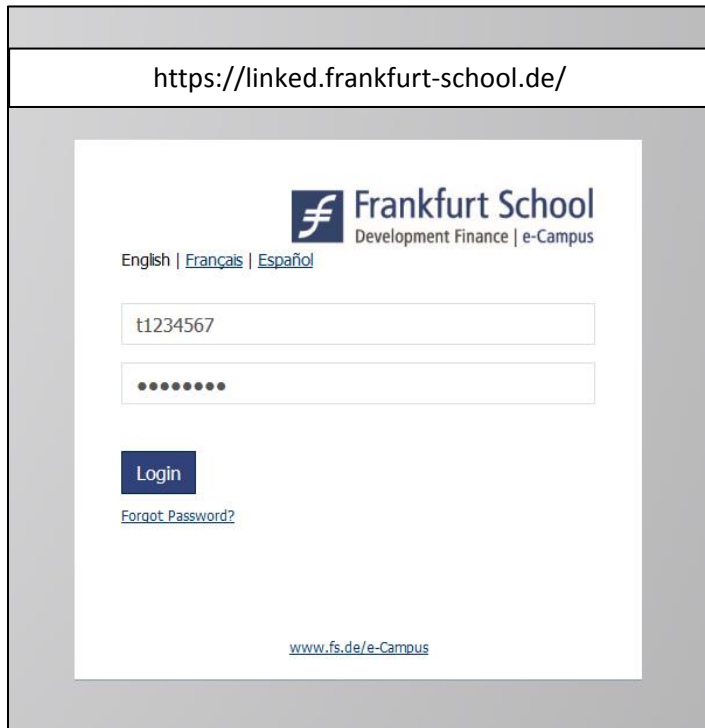 https://linked.frankfurt-school.de/
Frankfurt School
Development Finance | e-Campus
English | Français | Español
t1234567
••••••••
Login
Forgot Password?
www.fs.de/e-Campus